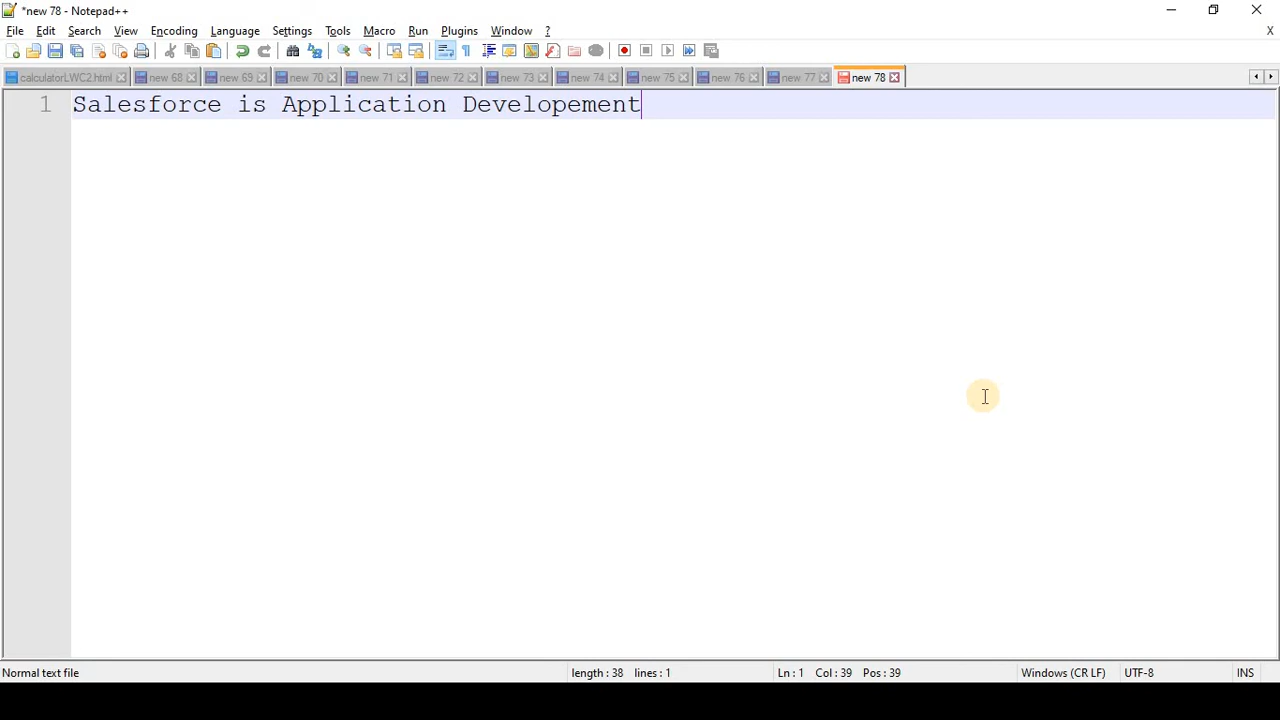 *new 78 - Notepad++
File Edit Search View Encoding Language Settings Tools Macro Run Plugins Window ? X
calculatorLWC2.html new 68 new 69 new 70 new 71 new 72 new 73 new 74 new 75 new 76 new 77 new 78
1 Salesforce is Application Developement
Normal text file length : 38 lines : 1 Ln : 1 Col : 39 Pos : 39 Windows (CR LF) UTF-8 INS